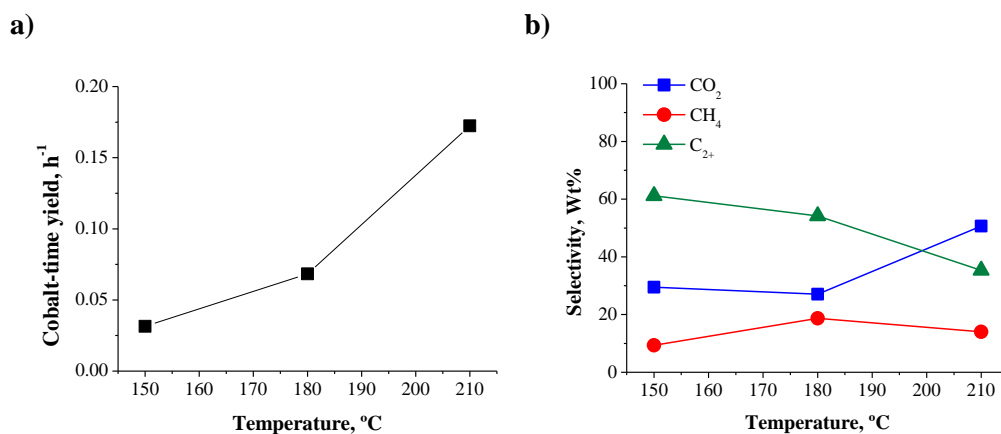 a)
b)
0.20
0.15
0.10
0.05
0.00
Cobalt-time yield, h⁻¹
150 160 170 180 190 200 210
Temperature, ºC
100
80
60
40
20
0
Selectivity, Wt%
CO₂
CH₄
C₂₊
150 160 170 180 190 200 210
Temperature, ºC